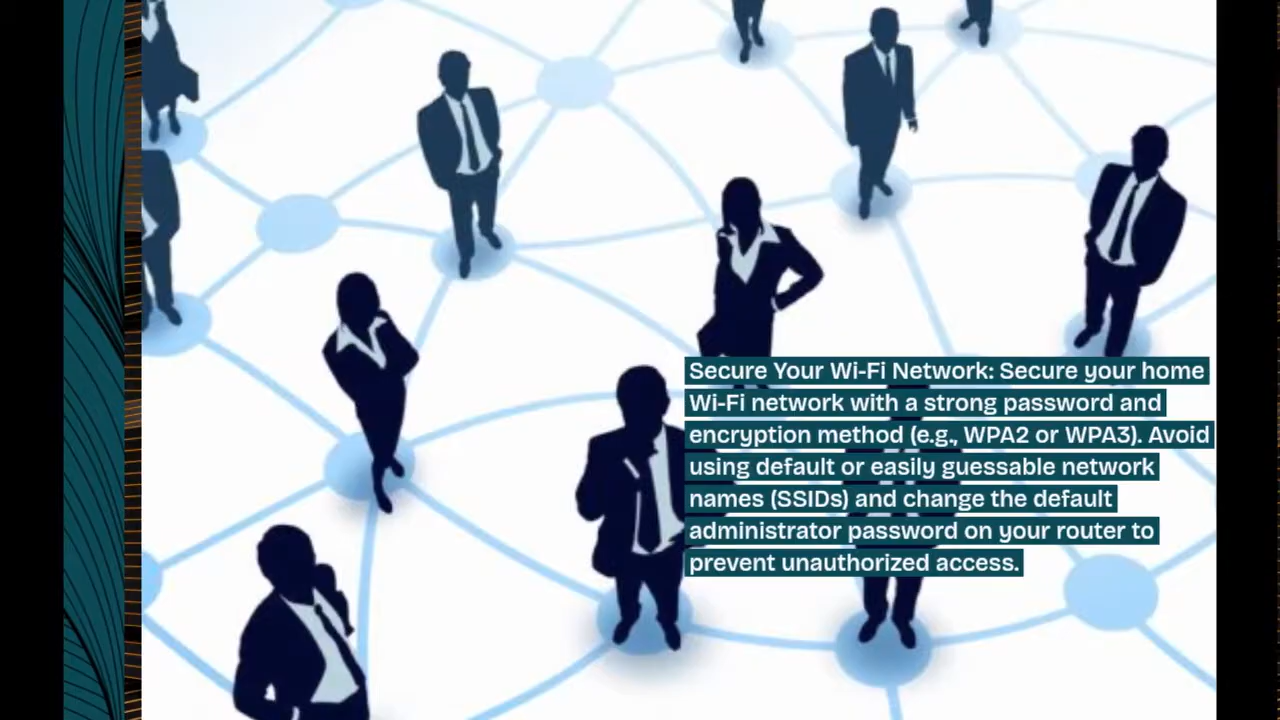 Secure Your Wi-Fi Network: Secure your home
Wi-Fi network with a strong password and
encryption method (e.g., WPA2 or WPA3). Avoid
using default or easily guessable network
names (SSIDs) and change the default
administrator password on your router to
prevent unauthorized access.